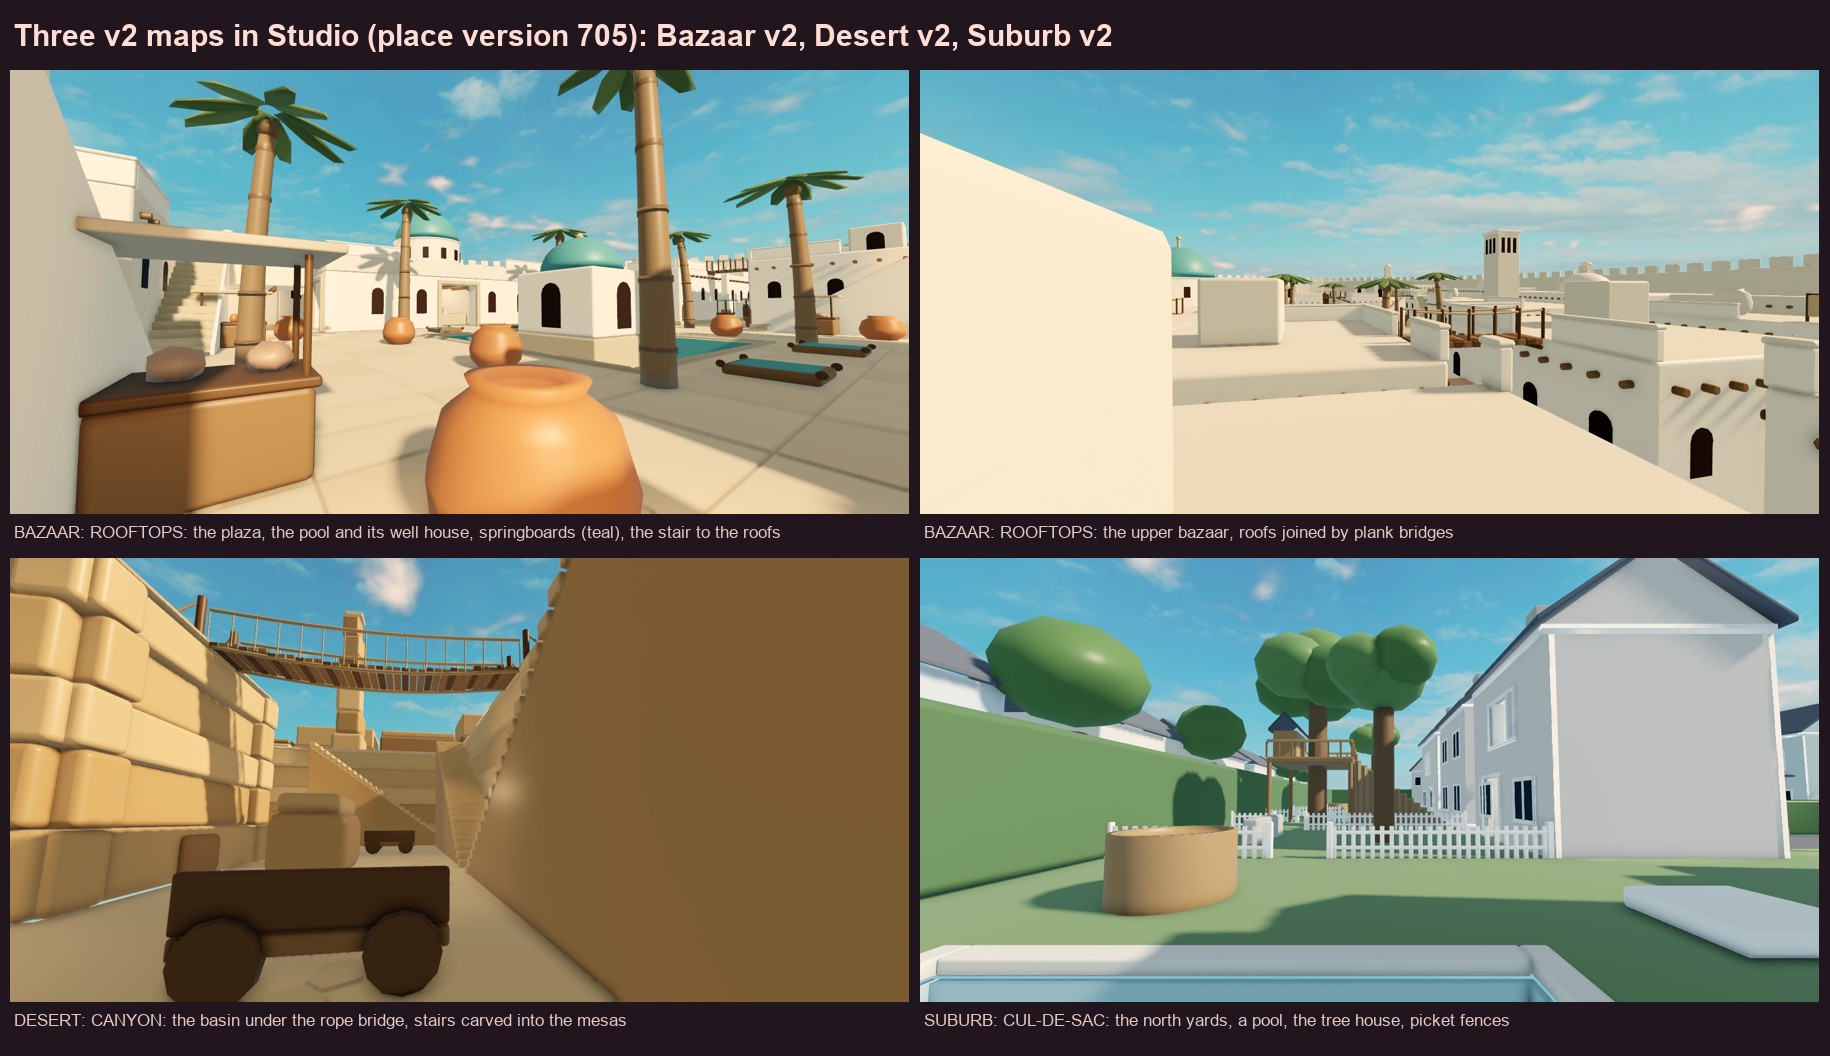 Three v2 maps in Studio (place version 705): Bazaar v2, Desert v2, Suburb v2
BAZAAR: ROOFTOPS: the plaza, the pool and its well house, springboards (teal), the stair to the roofs
BAZAAR: ROOFTOPS: the upper bazaar, roofs joined by plank bridges
DESERT: CANYON: the basin under the rope bridge, stairs carved into the mesas
SUBURB: CUL-DE-SAC: the north yards, a pool, the tree house, picket fences